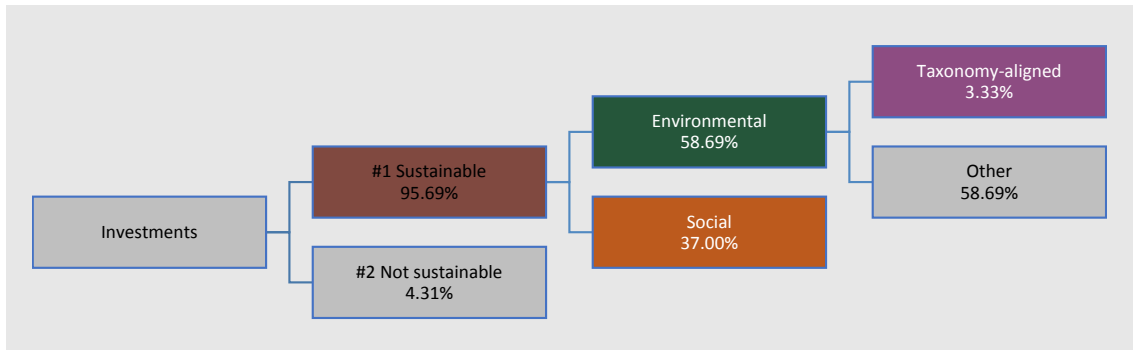 Investments
#1 Sustainable
95.69%
#2 Not sustainable
4.31%
Environmental
58.69%
Social
37.00%
Taxonomy-aligned
3.33%
Other
58.69%